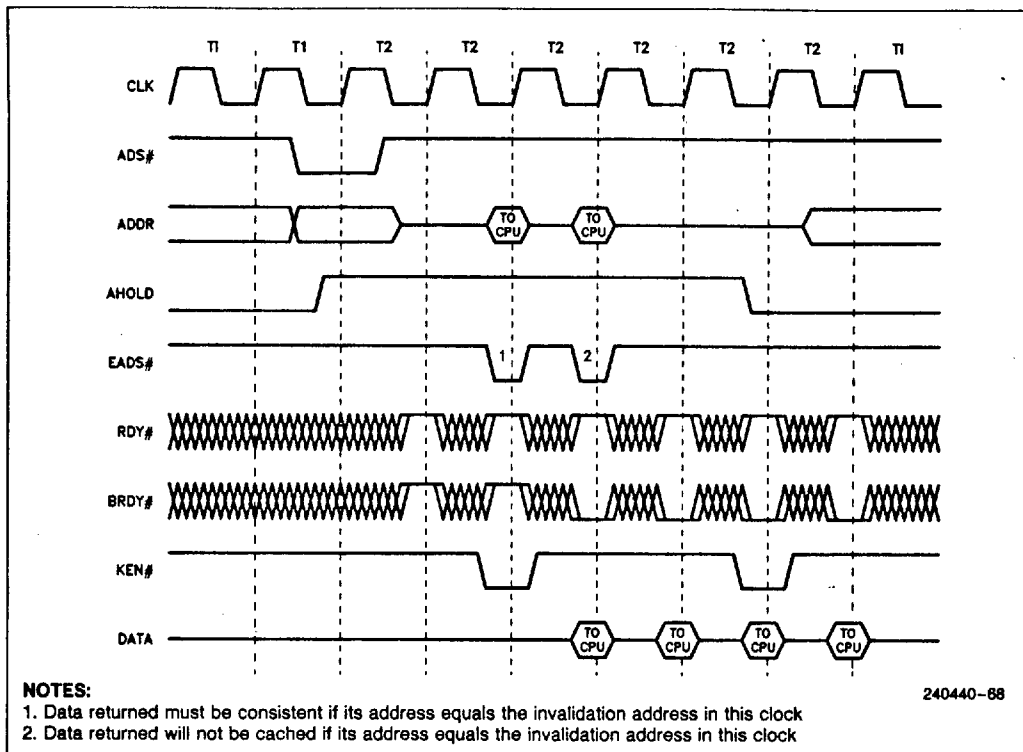 TI T1 T2 T2 T2 T2 T2 T2 TI
CLK
ADS#
ADDR TO CPU TO CPU
AHOLD
EADS# 1 2
RDY#
BRDY#
KEN#
DATA TO CPU TO CPU TO CPU TO CPU
NOTES: 240440-68
1. Data returned must be consistent if its address equals the invalidation address in this clock
2. Data returned will not be cached if its address equals the invalidation address in this clock